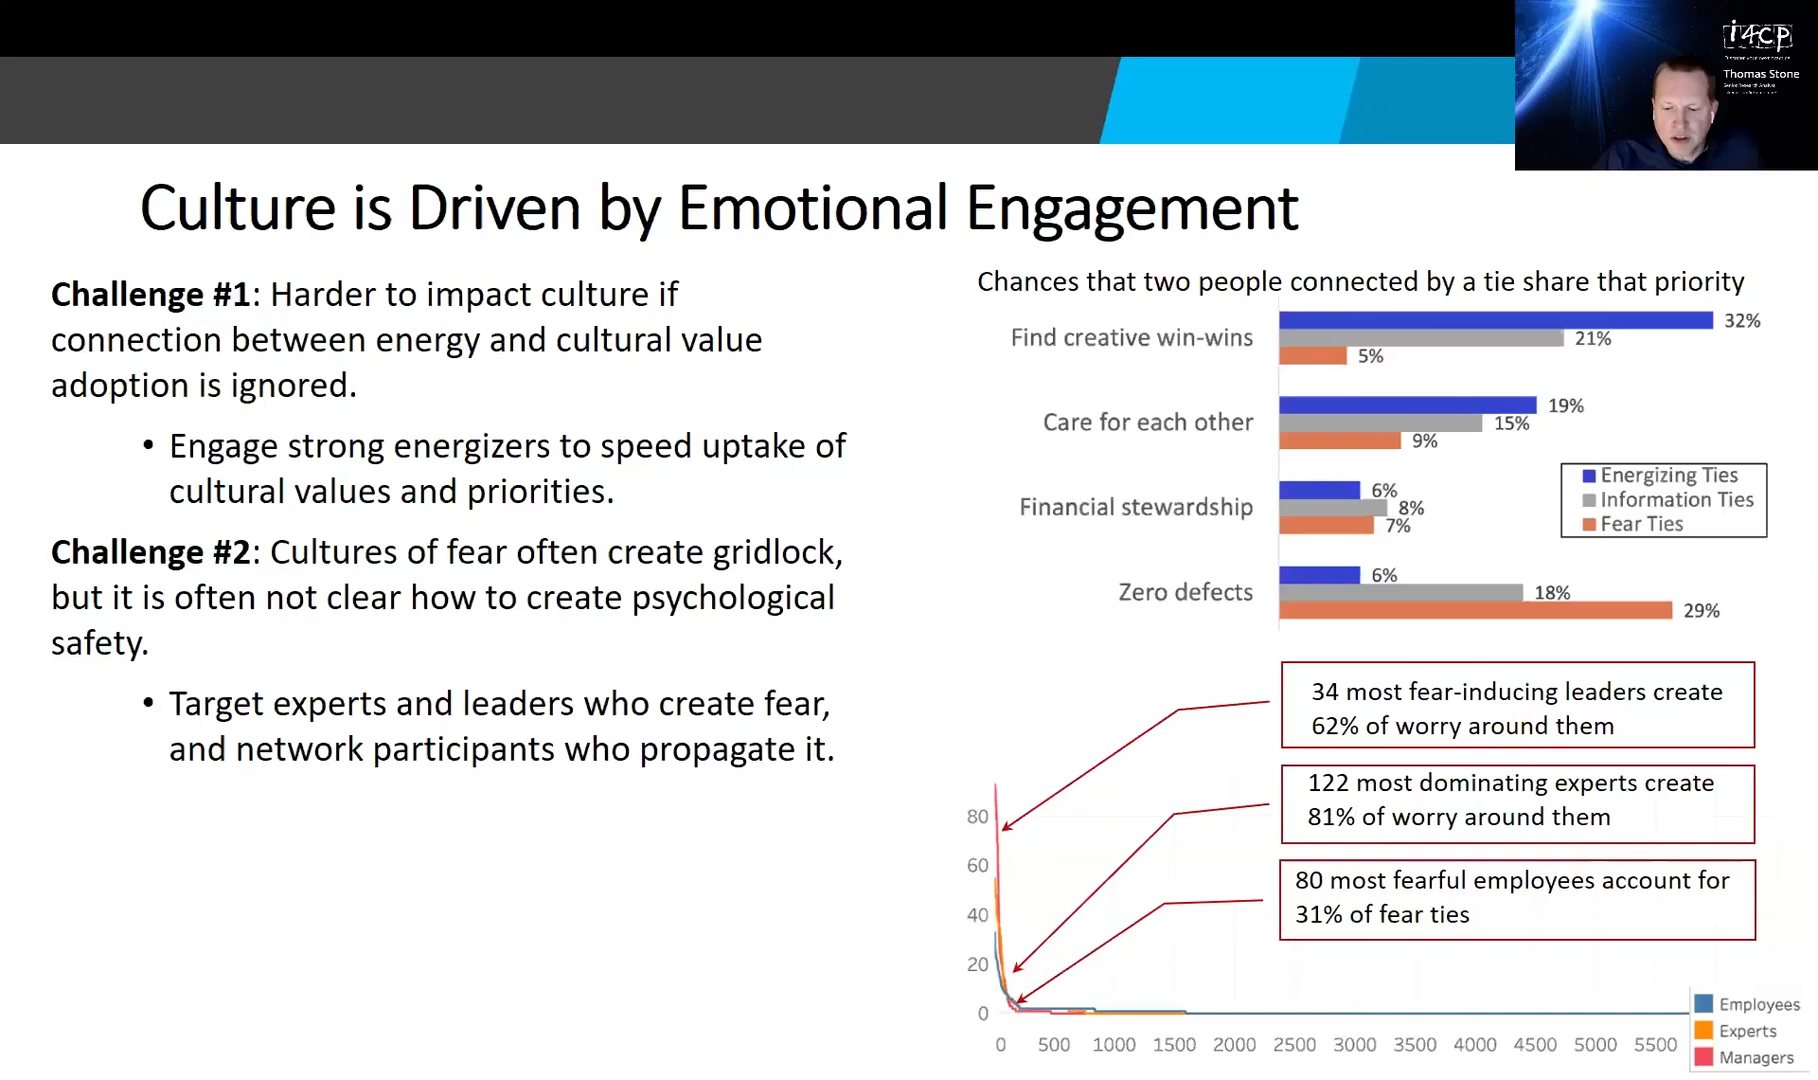 i4cp
Thomas Stone
Senior Research Analyst
Culture is Driven by Emotional Engagement
Challenge #1: Harder to impact culture if
connection between energy and cultural value
adoption is ignored.
• Engage strong energizers to speed uptake of
cultural values and priorities.
Challenge #2: Cultures of fear often create gridlock,
but it is often not clear how to create psychological
safety.
• Target experts and leaders who create fear,
and network participants who propagate it.
Chances that two people connected by a tie share that priority
Find creative win-wins
32%
21%
5%
Care for each other
19%
15%
9%
Financial stewardship
6%
8%
7%
Zero defects
6%
18%
29%
Energizing Ties
Information Ties
Fear Ties
34 most fear-inducing leaders create
62% of worry around them
122 most dominating experts create
81% of worry around them
80 most fearful employees account for
31% of fear ties
80
60
40
20
0
0 500 1000 1500 2000 2500 3000 3500 4000 4500 5000 5500
Employees
Experts
Managers